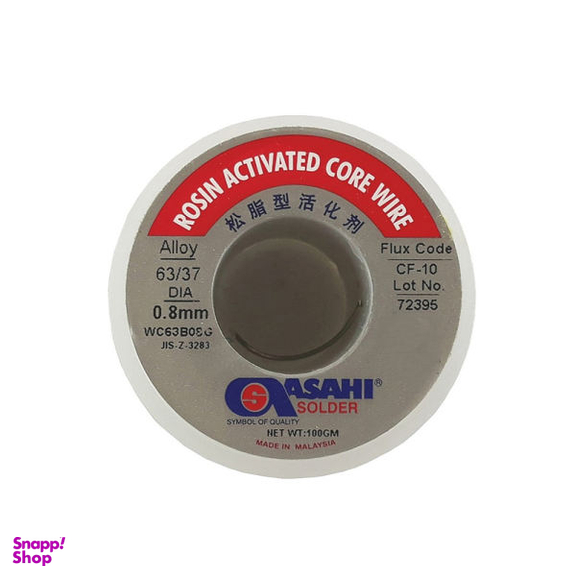 ROSIN ACTIVATED CORE WIRE
松脂型活化剂
Alloy
63/37
DIA
0.8mm
WC63B08G
JIS-Z-3283
Flux Code
CF-10
Lot No.
72395
ASAHI®
SOLDER
SYMBOL OF QUALITY
NET WT:100GM
MADE IN MALAYSIA
Snapp!
Shop